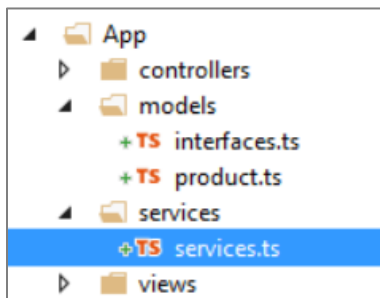 App
controllers
models
+TS interfaces.ts
+TS product.ts
services
+TS services.ts
views